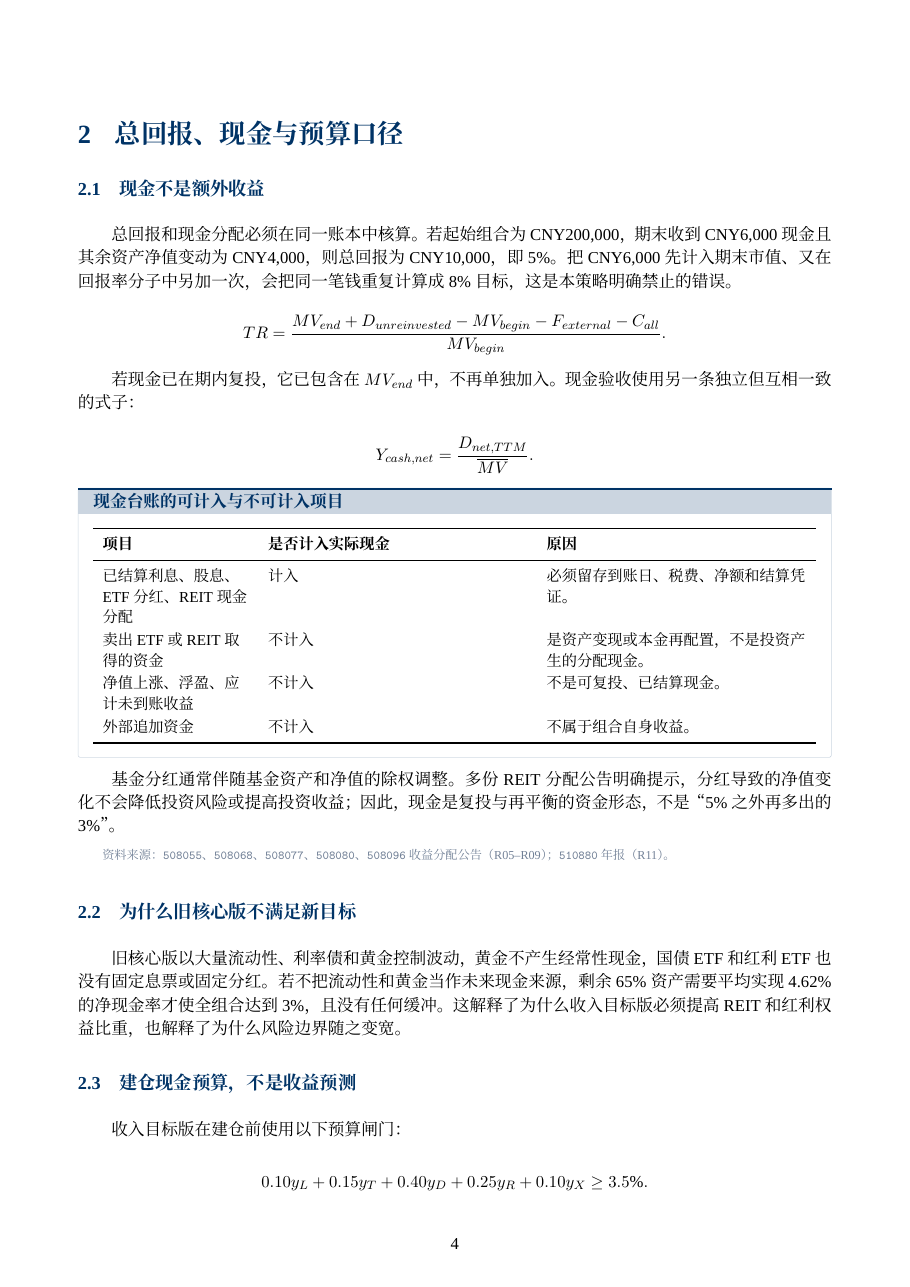 2 总回报、现金与预算口径
2.1 现金不是额外收益
总回报和现金分配必须在同一账本中核算。若起始组合为 CNY200,000，期末收到 CNY6,000 现金且
其余资产净值变动为 CNY4,000，则总回报为 CNY10,000，即 5%。把 CNY6,000 先计入期末市值、又在
回报率分子中另加一次，会把同一笔钱重复计算成 8% 目标，这是本策略明确禁止的错误。
$TR = \frac{MV_{end} + D_{unreinvested} - MV_{begin} - F_{external} - C_{all}}{MV_{begin}}.$
若现金已在期内复投，它已包含在 $MV_{end}$ 中，不再单独加入。现金验收使用另一条独立但互相一致
的式子：
$Y_{cash,net} = \frac{D_{net,TTM}}{\overline{MV}}.$
现金台账的可计入与不可计入项目
项目 是否计入实际现金 原因
已结算利息、股息、 计入 必须留存到账日、税费、净额和结算凭
ETF 分红、REIT 现金 证。
分配
卖出 ETF 或 REIT 取 不计入 是资产变现或本金再配置，不是投资产
得的资金 生的分配现金。
净值上涨、浮盈、应 不计入 不是可复投、已结算现金。
计未到账收益
外部追加资金 不计入 不属于组合自身收益。
基金分红通常伴随基金资产和净值的除权调整。多份 REIT 分配公告明确提示，分红导致的净值变
化不会降低投资风险或提高投资收益；因此，现金是复投与再平衡的资金形态，不是“5% 之外再多出的
3%”。
资料来源：508055、508068、508077、508080、508096 收益分配公告（R05–R09）；510880 年报（R11）。
2.2 为什么旧核心版不满足新目标
旧核心版以大量流动性、利率债和黄金控制波动，黄金不产生经常性现金，国债 ETF 和红利 ETF 也
没有固定息票或固定分红。若不把流动性和黄金当作未来现金来源，剩余 65% 资产需要平均实现 4.62%
的净现金率才使全组合达到 3%，且没有任何缓冲。这解释了为什么收入目标版必须提高 REIT 和红利权
益比重，也解释了为什么风险边界随之变宽。
2.3 建仓现金预算，不是收益预测
收入目标版在建仓前使用以下预算闸门：
$0.10y_L + 0.15y_T + 0.40y_D + 0.25y_R + 0.10y_X \geq 3.5\%.$
4